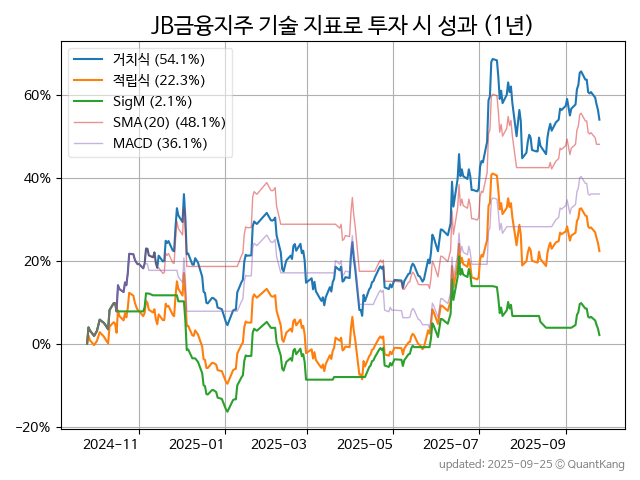 JB금융지주 기술 지표로 투자 시 성과 (1년)
거치식 (54.1%)
적립식 (22.3%)
SigM (2.1%)
SMA(20) (48.1%)
MACD (36.1%)
60%
40%
20%
0%
−20%
2024-11
2025-01
2025-03
2025-05
2025-07
2025-09
updated: 2025-09-25 © QuantKang